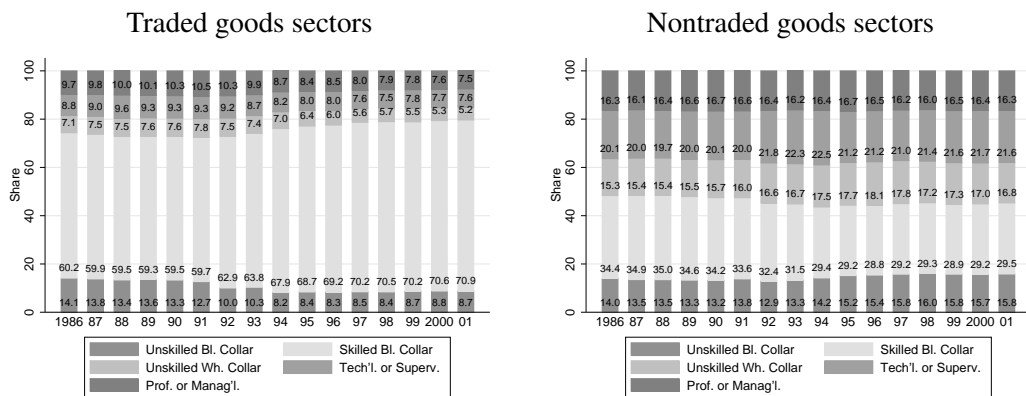 Traded goods sectors
100
80
60
40
20
0
Share
9.7 9.8 10.0 10.1 10.3 10.5 10.3 9.9 8.7 8.4 8.5 8.0 7.9 7.8 7.6 7.5
8.8 9.0 9.6 9.3 9.3 9.3 9.2 8.7 8.2 8.0 8.0 7.6 7.5 7.8 7.7 7.6
7.1 7.5 7.5 7.6 7.6 7.8 7.5 7.4 7.0 6.4 6.0 5.6 5.7 5.5 5.3 5.2
60.2 59.9 59.5 59.3 59.5 59.7 62.9 63.8 67.9 68.7 69.2 70.2 70.5 70.2 70.6 70.9
14.1 13.8 13.4 13.6 13.3 12.7 10.0 10.3 8.2 8.4 8.3 8.5 8.4 8.7 8.8 8.7
1986 87 88 89 90 91 92 93 94 95 96 97 98 99 2000 01
Unskilled Bl. Collar Skilled Bl. Collar
Unskilled Wh. Collar Tech'l. or Superv.
Prof. or Manag'l.
Nontraded goods sectors
100
80
60
40
20
0
Share
16.3 16.1 16.4 16.6 16.7 16.6 16.4 16.2 16.4 16.7 16.5 16.2 16.0 16.5 16.4 16.3
20.1 20.0 19.7 20.0 20.1 20.0 21.8 22.3 22.5 21.2 21.2 21.0 21.4 21.6 21.7 21.6
15.3 15.4 15.4 15.5 15.7 16.0 16.6 16.7 17.5 17.7 18.1 17.8 17.2 17.3 17.0 16.8
34.4 34.9 35.0 34.6 34.2 33.6 32.4 31.5 29.4 29.2 28.8 29.2 29.3 28.9 29.2 29.5
14.0 13.5 13.5 13.3 13.2 13.8 12.9 13.3 14.2 15.2 15.4 15.8 16.0 15.8 15.7 15.8
1986 87 88 89 90 91 92 93 94 95 96 97 98 99 2000 01
Unskilled Bl. Collar Skilled Bl. Collar
Unskilled Wh. Collar Tech'l. or Superv.
Prof. or Manag'l.